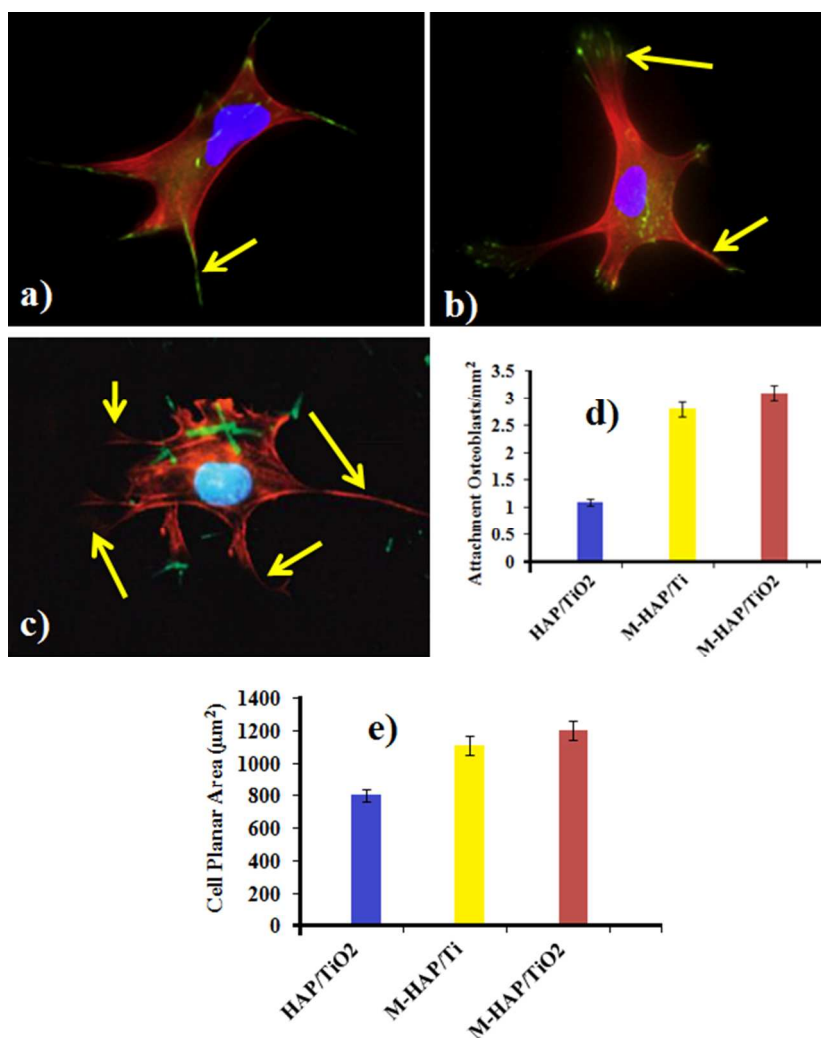 a)
b)
c)
d)
Attachment Osteoblasts/mm²
3.5
3
2.5
2
1.5
1
0.5
0
HAP/TiO2
M-HAP/Ti
M-HAP/TiO2
e)
Cell Planar Area (µm²)
1400
1200
1000
800
600
400
200
0
HAP/TiO2
M-HAP/Ti
M-HAP/TiO2